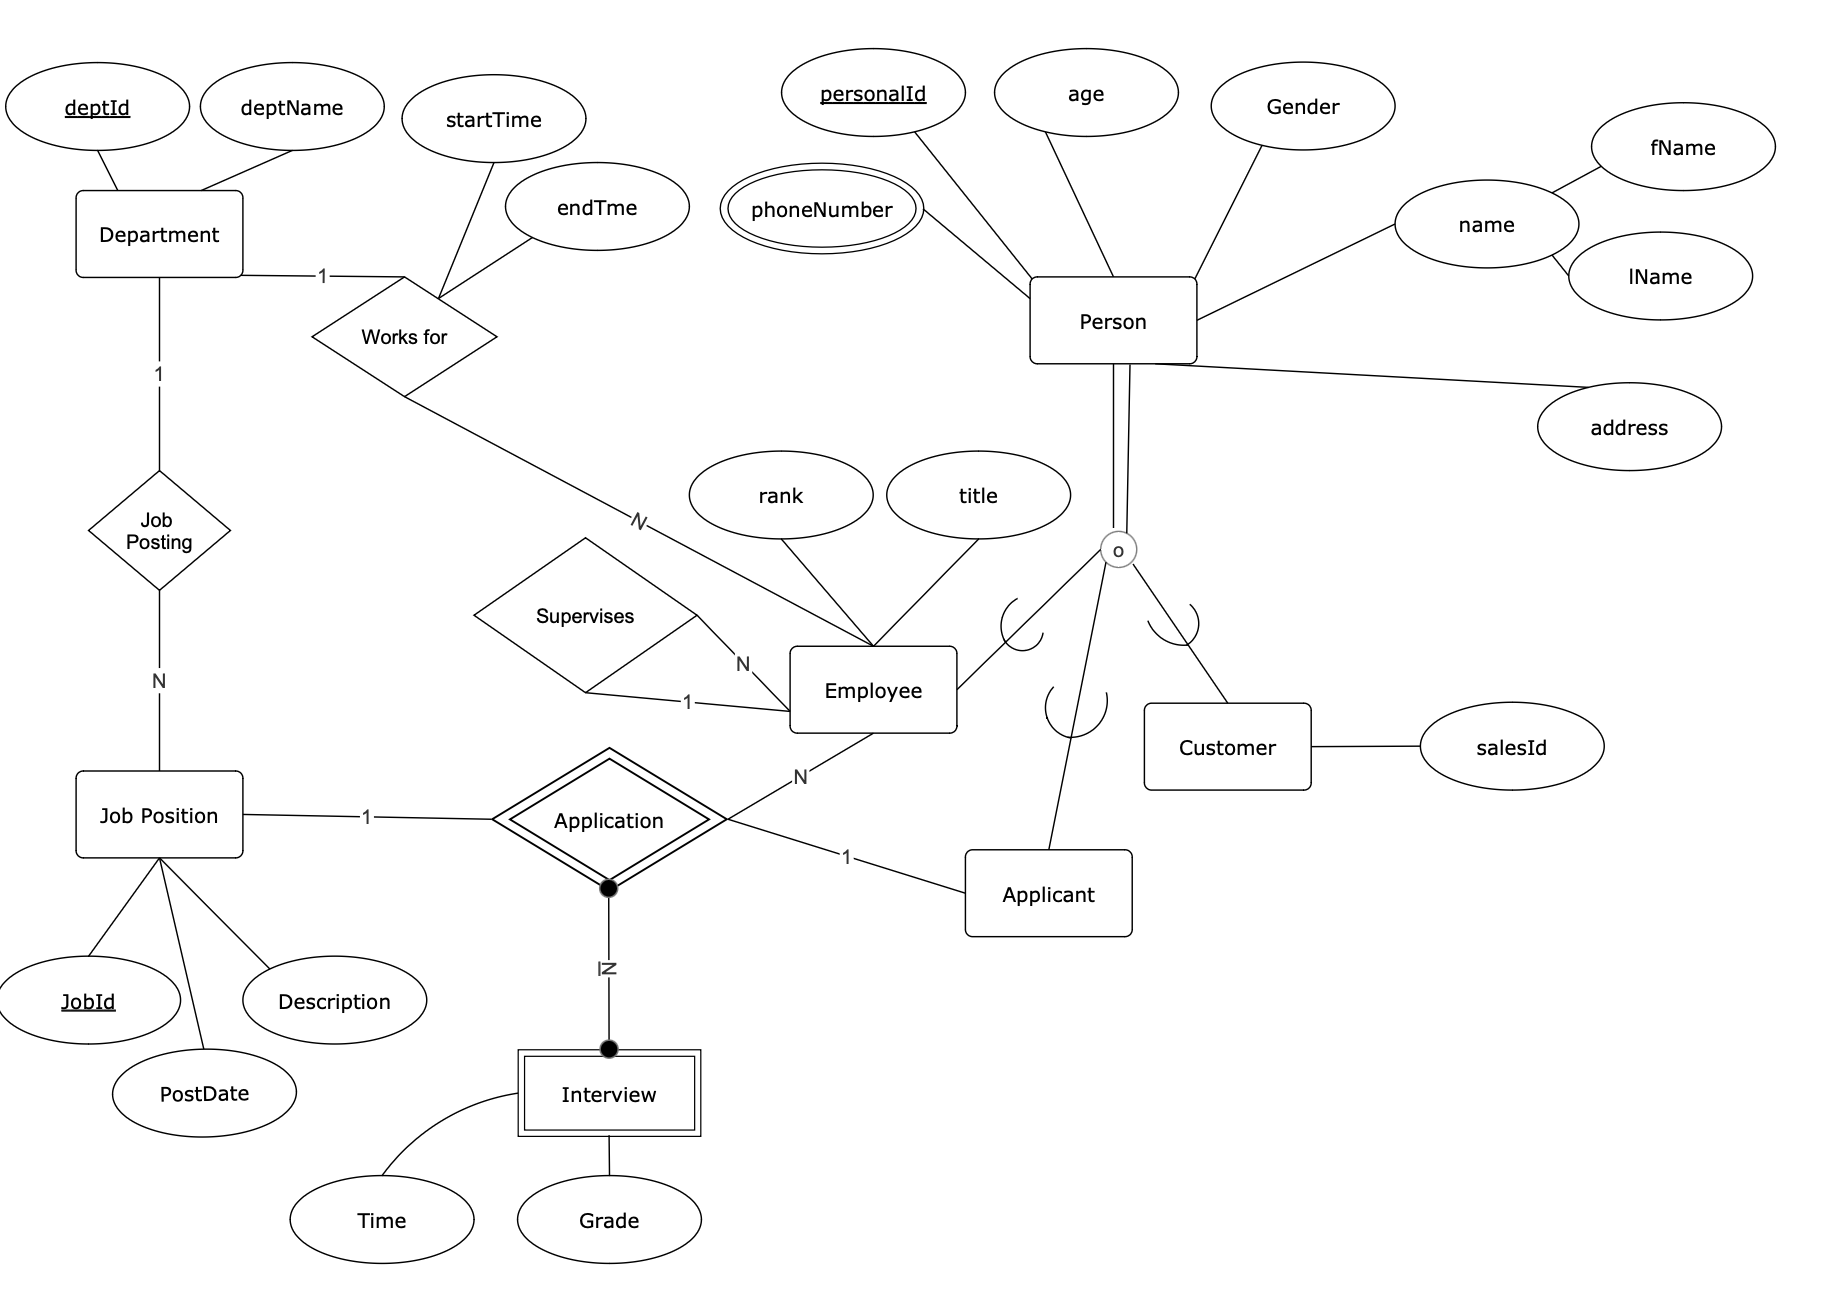 deptId
deptName
startTime
endTme
personalId
age
Gender
phoneNumber
fName
name
lName
Department
1
Works for
Person
address
1
rank
title
N
Job
Posting
o
Supervises
N
1
Employee
N
salesId
Customer
N
Job Position
1
Application
1
Applicant
N
JobId
Description
PostDate
Interview
Time
Grade